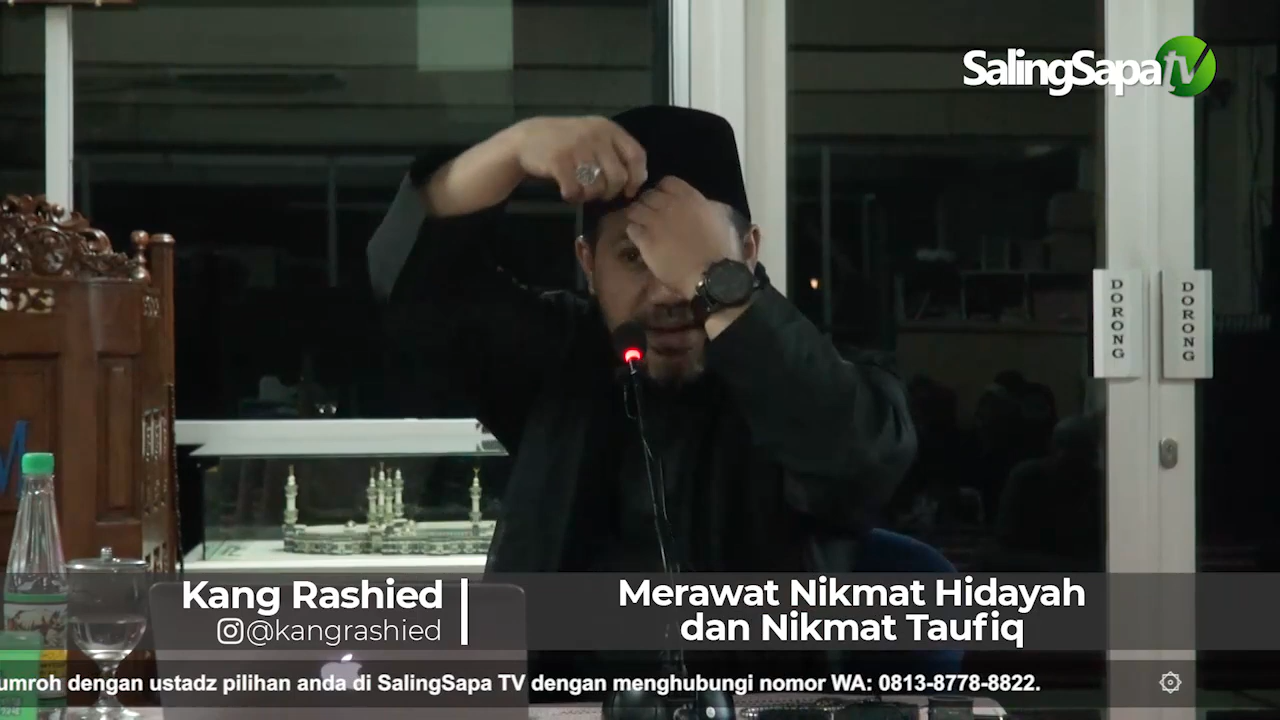 SalingSapa tv
DORONG
DORONG
Kang Rashied
@kangrashied
Merawat Nikmat Hidayah
dan Nikmat Taufiq
umroh dengan ustadz pilihan anda di SalingSapa TV dengan menghubungi nomor WA: 0813-8778-8822.